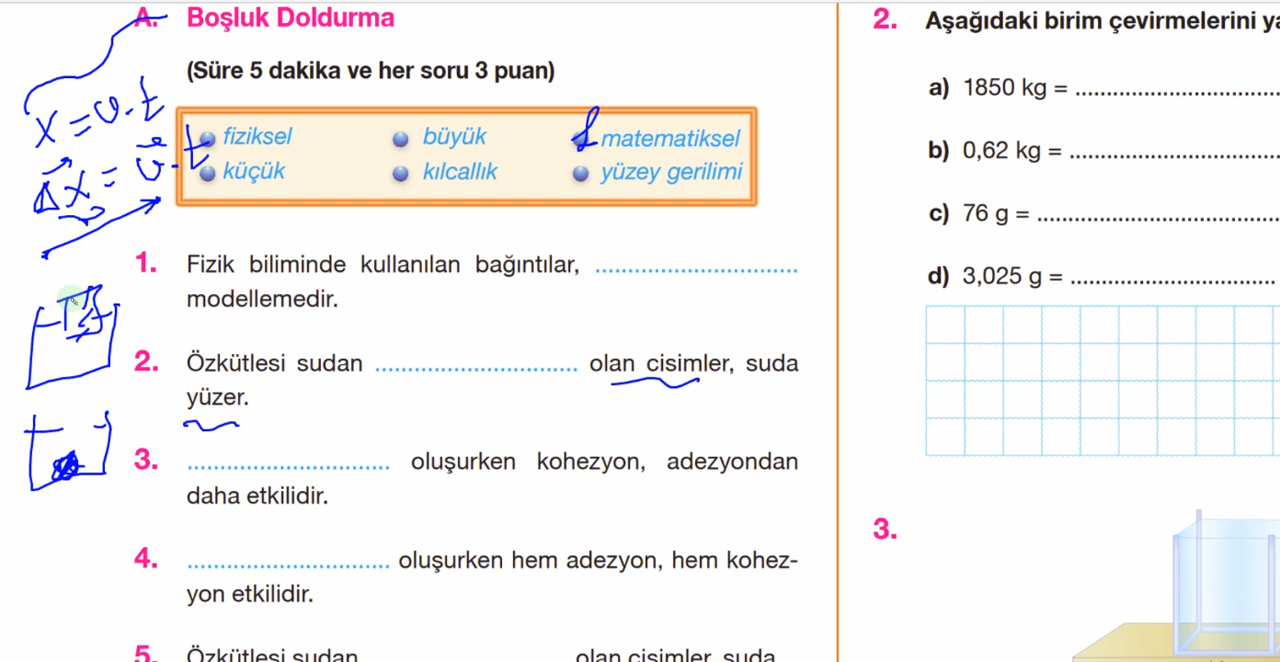 A. Boşluk Doldurma
(Süre 5 dakika ve her soru 3 puan)
x = v . t
Δx = v . t
fiziksel büyük matematiksel
küçük kılcallık yüzey gerilimi
1. Fizik biliminde kullanılan bağıntılar, ...............................
modellemedir.
2. Özkütlesi sudan ............................... olan cisimler, suda
yüzer.
3. ............................... oluşurken kohezyon, adezyondan
daha etkilidir.
4. ............................... oluşurken hem adezyon, hem kohez-
yon etkilidir.
5. Özkütlesi sudan olan cisimler, suda
2. Aşağıdaki birim çevirmelerini
a) 1850 kg = ...............................
b) 0,62 kg = ...............................
c) 76 g = ...............................
d) 3,025 g = ...............................
3.